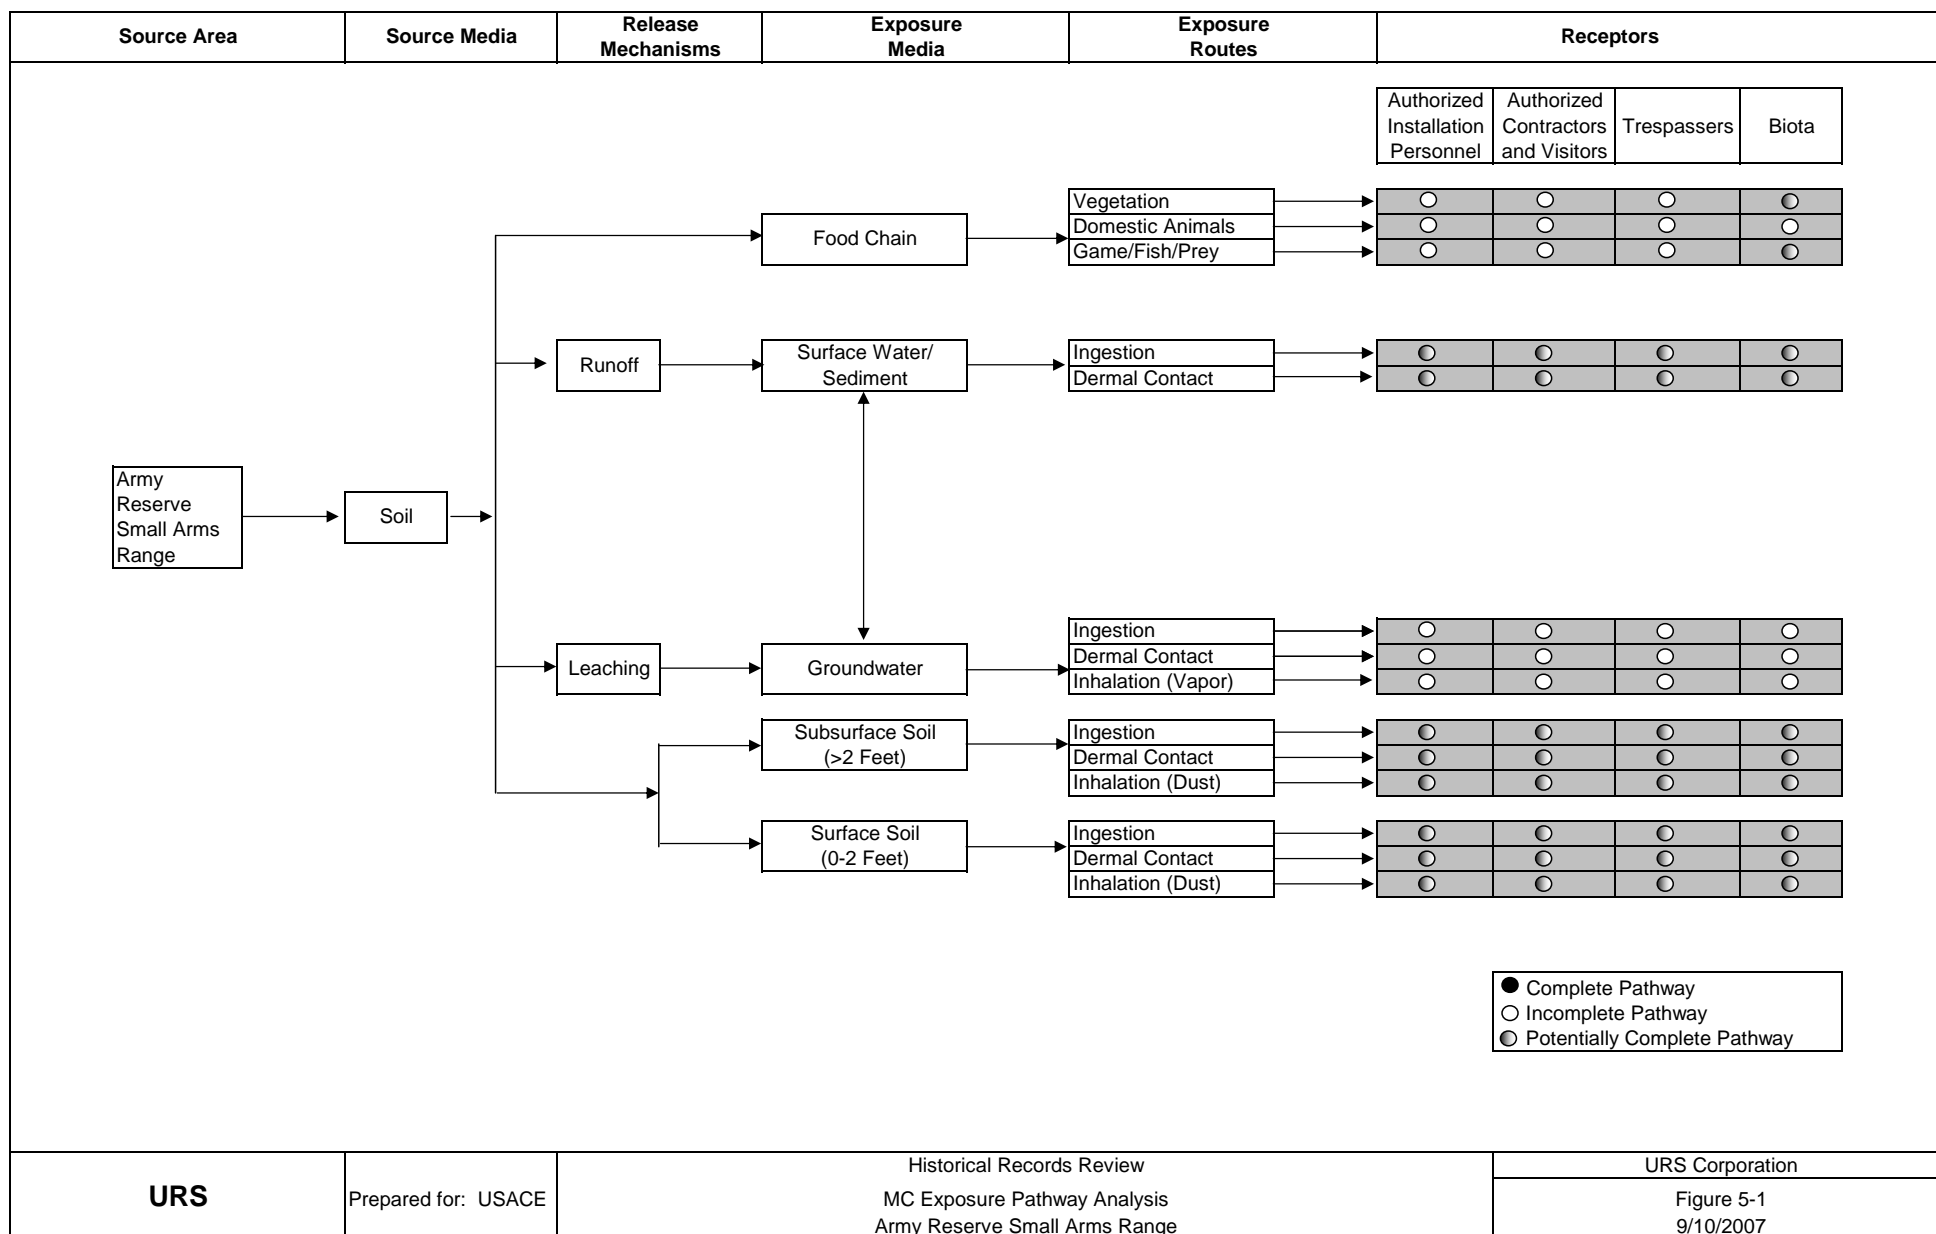 Source Area
Source Media
Release
Mechanisms
Exposure
Media
Exposure
Routes
Receptors
Authorized
Installation
Personnel
Authorized
Contractors
and Visitors
Trespassers
Biota
Vegetation
Domestic Animals
Game/Fish/Prey
Food Chain
Runoff
Surface Water/
Sediment
Ingestion
Dermal Contact
Army
Reserve
Small Arms
Range
Soil
Leaching
Groundwater
Ingestion
Dermal Contact
Inhalation (Vapor)
Subsurface Soil
(>2 Feet)
Ingestion
Dermal Contact
Inhalation (Dust)
Surface Soil
(0-2 Feet)
Ingestion
Dermal Contact
Inhalation (Dust)
Complete Pathway
Incomplete Pathway
Potentially Complete Pathway
URS
Prepared for: USACE
Historical Records Review
MC Exposure Pathway Analysis
Army Reserve Small Arms Range
URS Corporation
Figure 5-1
9/10/2007